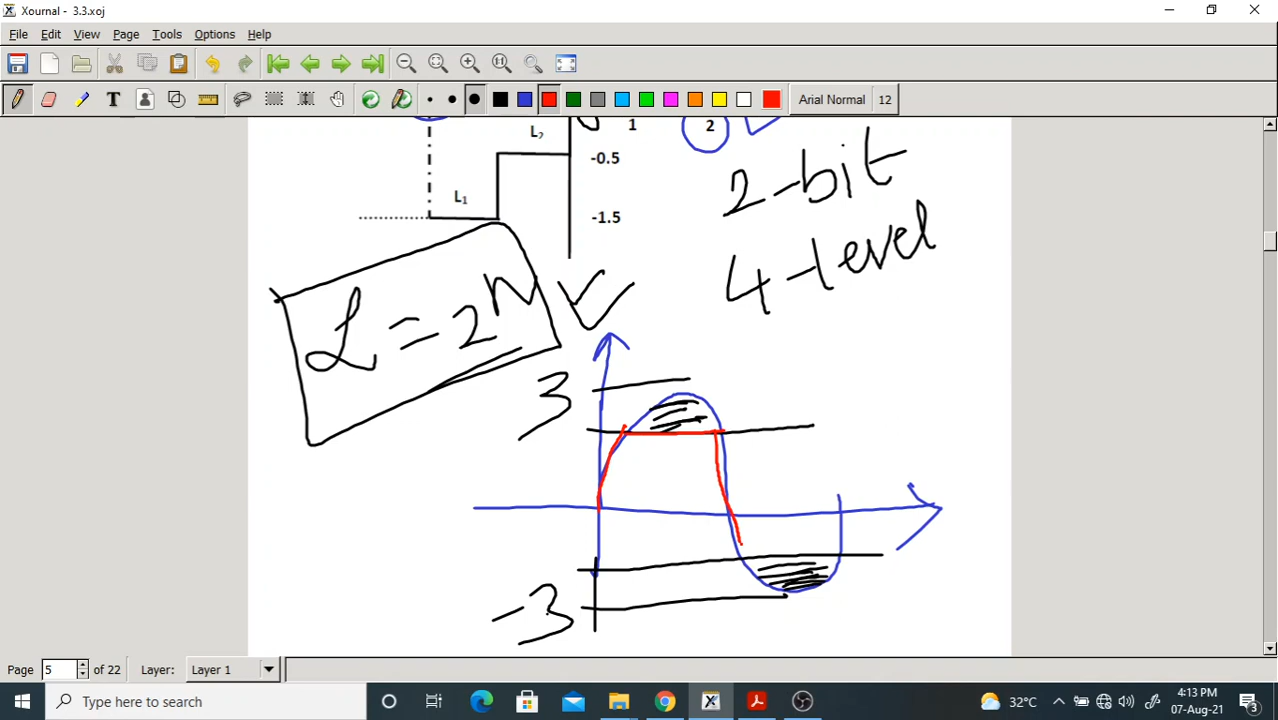 Xournal - 3.3.xoj
File Edit View Page Tools Options Help
Arial Normal 12
L₂ 1 2
-0.5
L₁
-1.5
2-bit
4-level
L = 2^N
3
-3
Page 5 of 22 Layer: Layer 1
Type here to search
32°C
4:13 PM
07-Aug-21
3